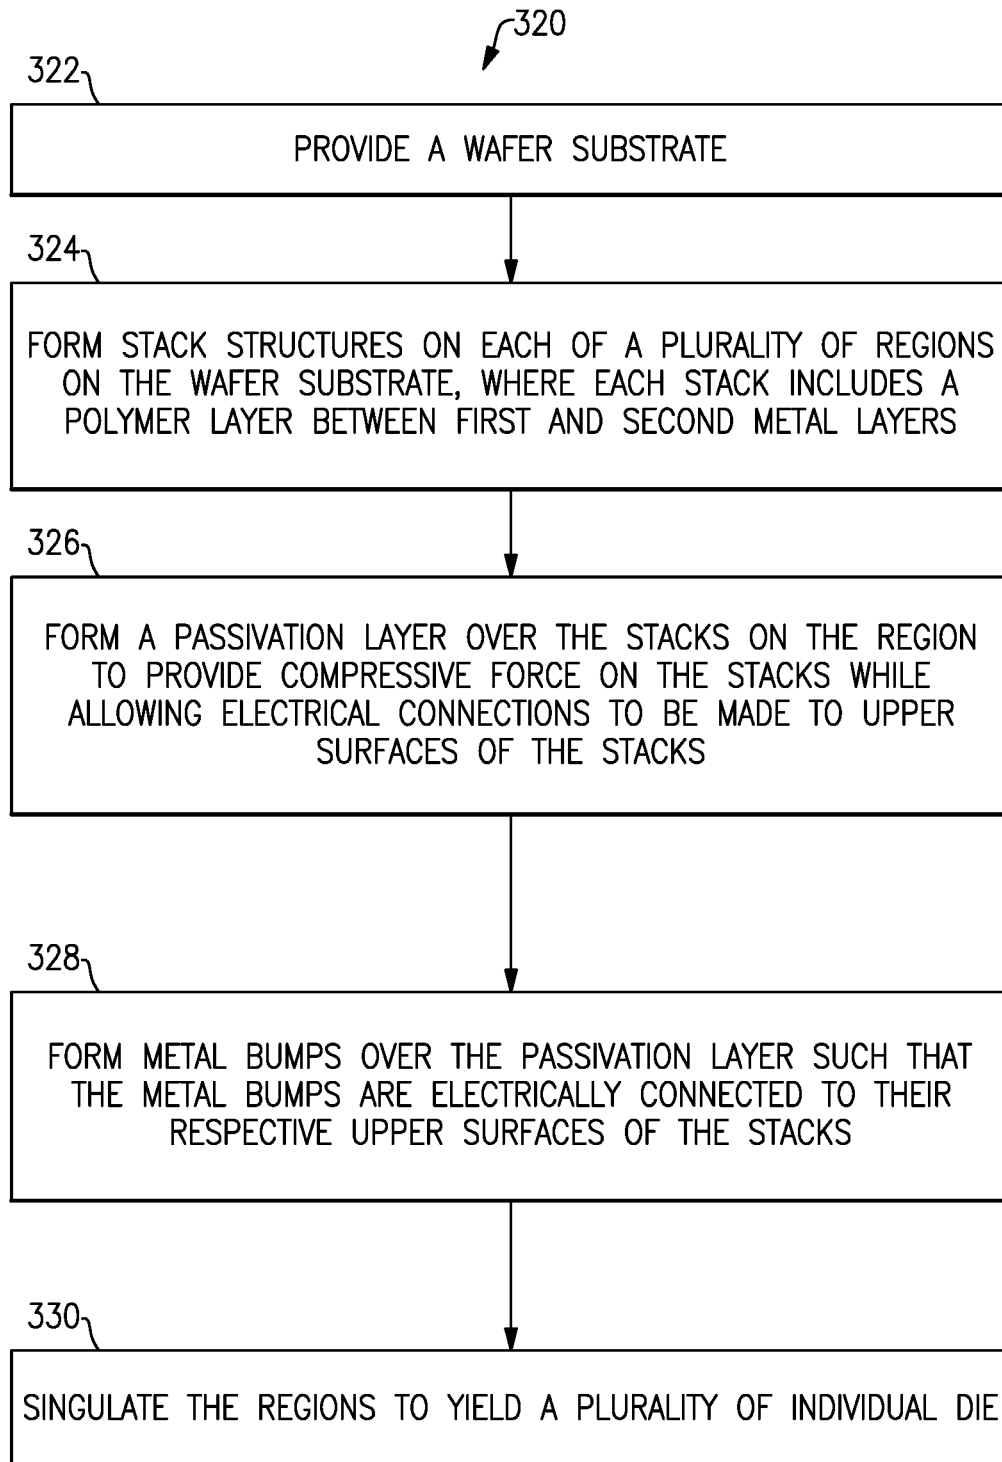 320
322
PROVIDE A WAFER SUBSTRATE
324
FORM STACK STRUCTURES ON EACH OF A PLURALITY OF REGIONS
ON THE WAFER SUBSTRATE, WHERE EACH STACK INCLUDES A
POLYMER LAYER BETWEEN FIRST AND SECOND METAL LAYERS
326
FORM A PASSIVATION LAYER OVER THE STACKS ON THE REGION
TO PROVIDE COMPRESSIVE FORCE ON THE STACKS WHILE
ALLOWING ELECTRICAL CONNECTIONS TO BE MADE TO UPPER
SURFACES OF THE STACKS
328
FORM METAL BUMPS OVER THE PASSIVATION LAYER SUCH THAT
THE METAL BUMPS ARE ELECTRICALLY CONNECTED TO THEIR
RESPECTIVE UPPER SURFACES OF THE STACKS
330
SINGULATE THE REGIONS TO YIELD A PLURALITY OF INDIVIDUAL DIE